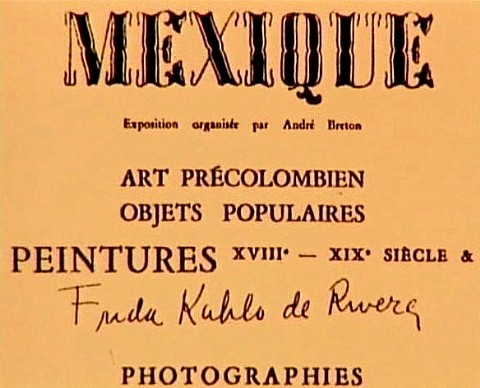 MEXIQUE
Exposition organisée par André Breton
ART PRÉCOLOMBIEN
OBJETS POPULAIRES
PEINTURES XVIIIe — XIXe SIÈCLE &
Frida Kahlo de Rivera
PHOTOGRAPHIES